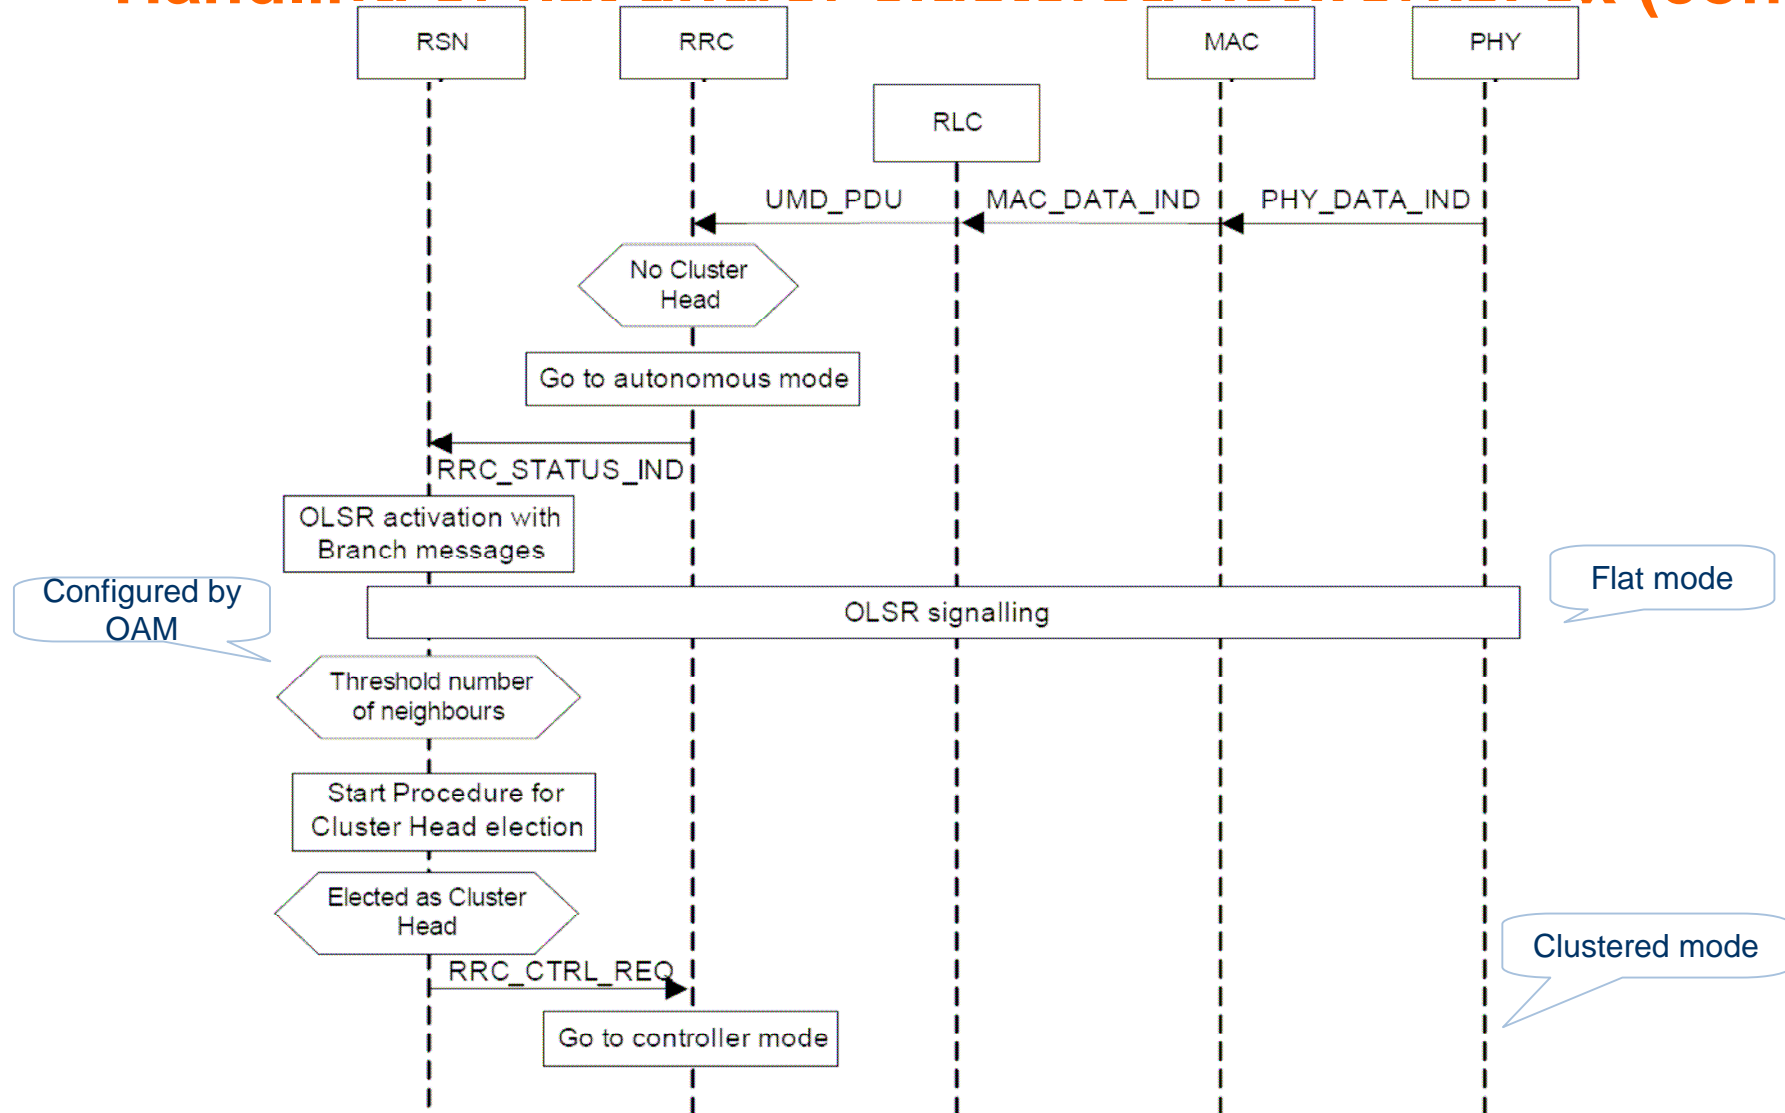 RSN
RRC
MAC
PHY
RLC
UMD_PDU
MAC_DATA_IND
PHY_DATA_IND
No Cluster
Head
Go to autonomous mode
RRC_STATUS_IND
OLSR activation with
Branch messages
Configured by
OAM
Flat mode
OLSR signalling
Threshold number
of neighbours
Start Procedure for
Cluster Head election
Elected as Cluster
Head
RRC_CTRL_REQ
Clustered mode
Go to controller mode